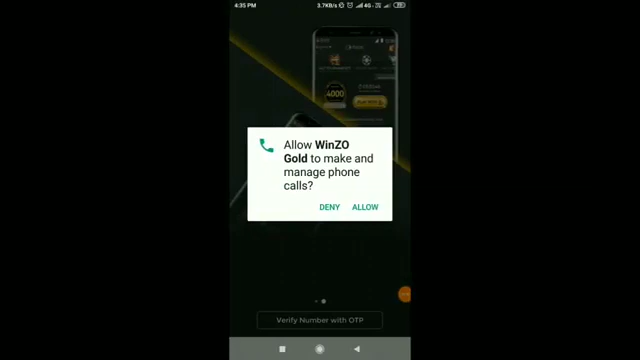 4:35 PM
3.7KB/s
4G
Allow WinZO
Gold to make and
manage phone
calls?
DENY ALLOW
4000
Verify Number with OTP